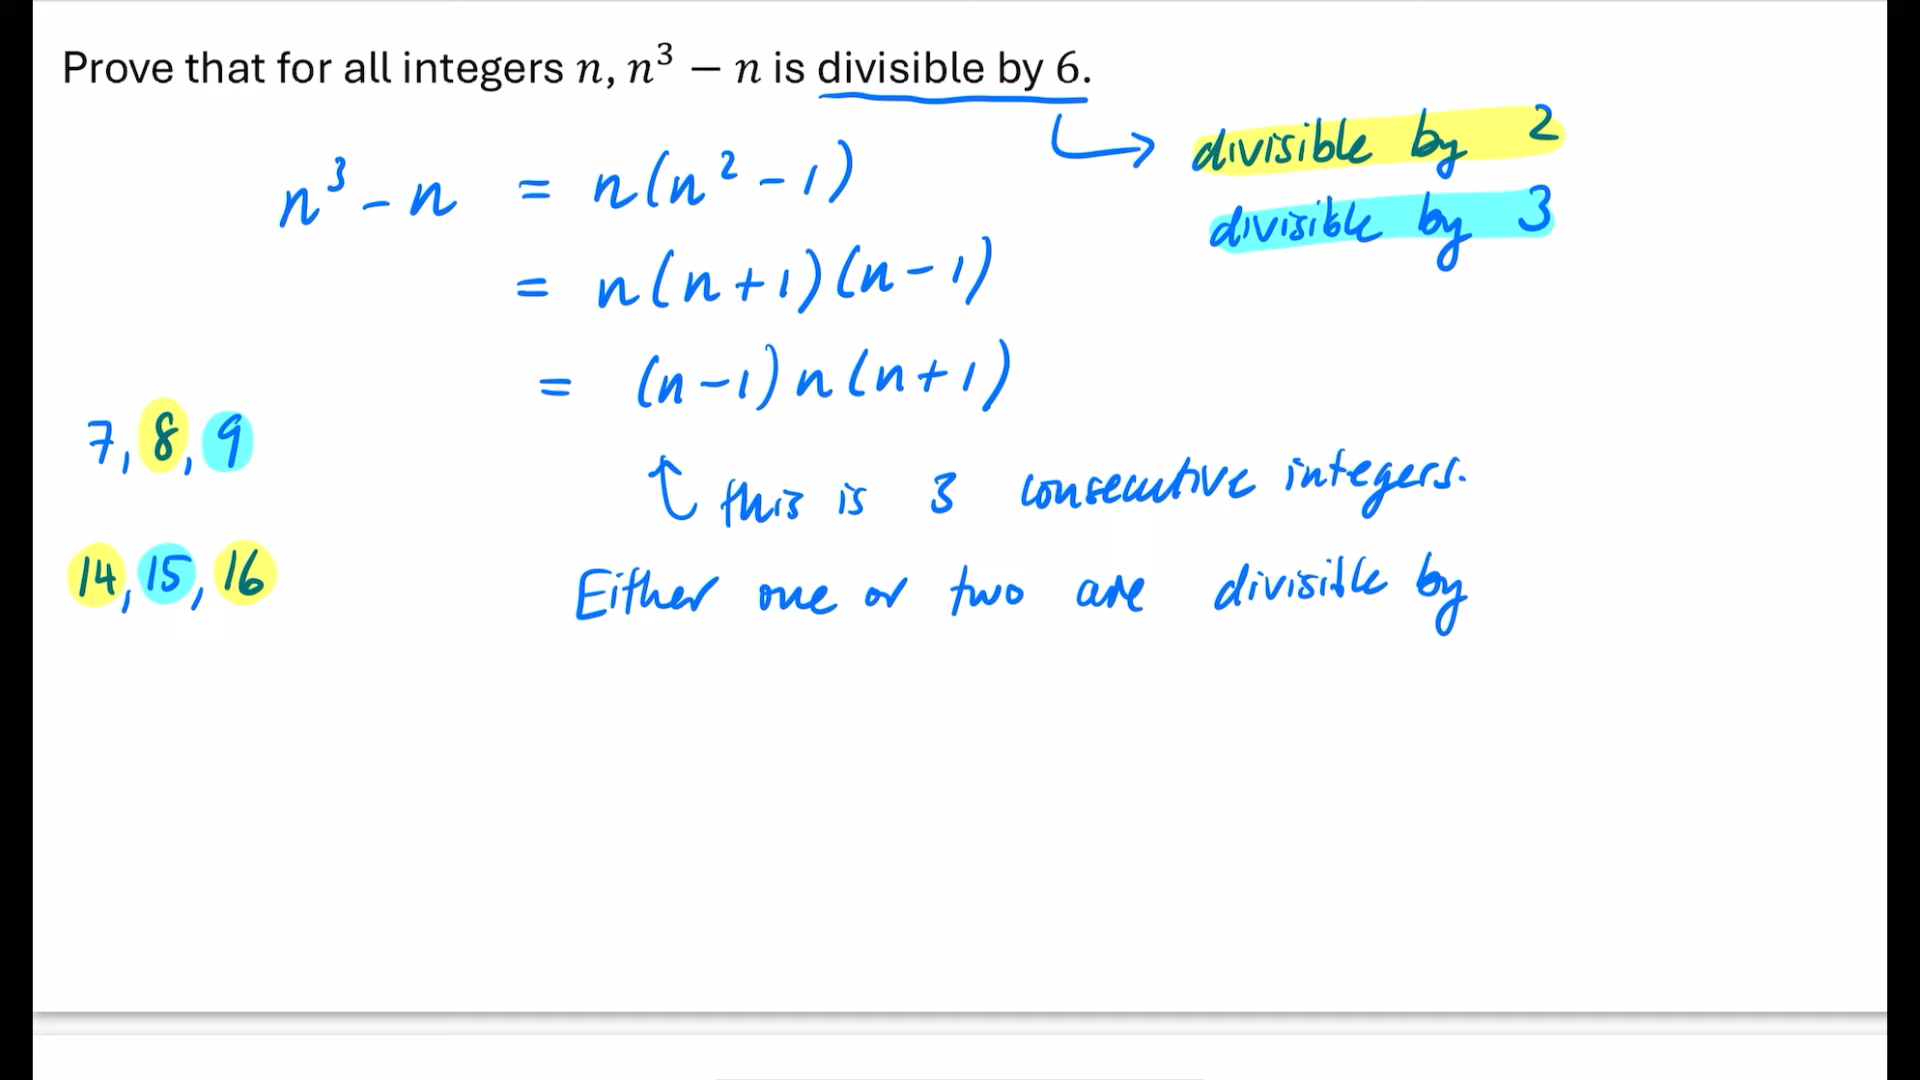 Prove that for all integers n, n³ − n is divisible by 6.
divisible by 2
n³ - n = n(n² - 1)
divisible by 3
= n(n+1)(n-1)
= (n-1)n(n+1)
7, 8, 9
this is 3 consecutive integers.
14, 15, 16
Either one or two are divisible by